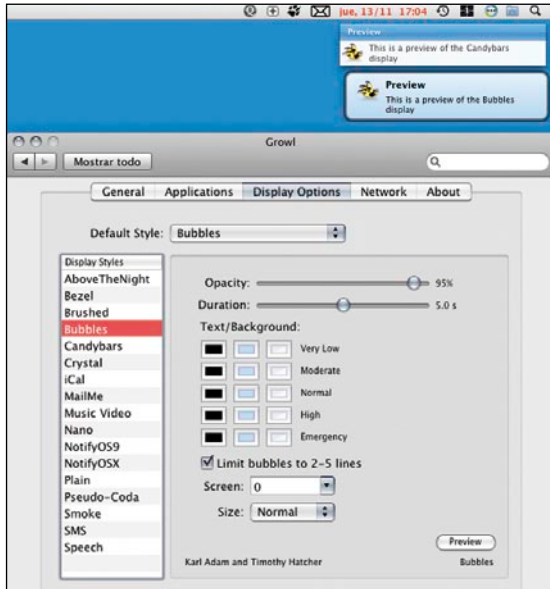 jue, 13/11 17:04
Preview
This is a preview of the Candybars
display
Preview
This is a preview of the Bubbles
display
Growl
Mostrar todo
General Applications Display Options Network About
Default Style: Bubbles
Display Styles
AboveTheNight
Bezel
Brushed
Bubbles
Candybars
Crystal
iCal
MailMe
Music Video
Nano
NotifyOS9
NotifyOSX
Plain
Pseudo-Coda
Smoke
SMS
Speech
Opacity: 95%
Duration: 5.0 s
Text/Background:
Very Low
Moderate
Normal
High
Emergency
Limit bubbles to 2-5 lines
Screen: 0
Size: Normal
Preview
Karl Adam and Timothy Hatcher
Bubbles